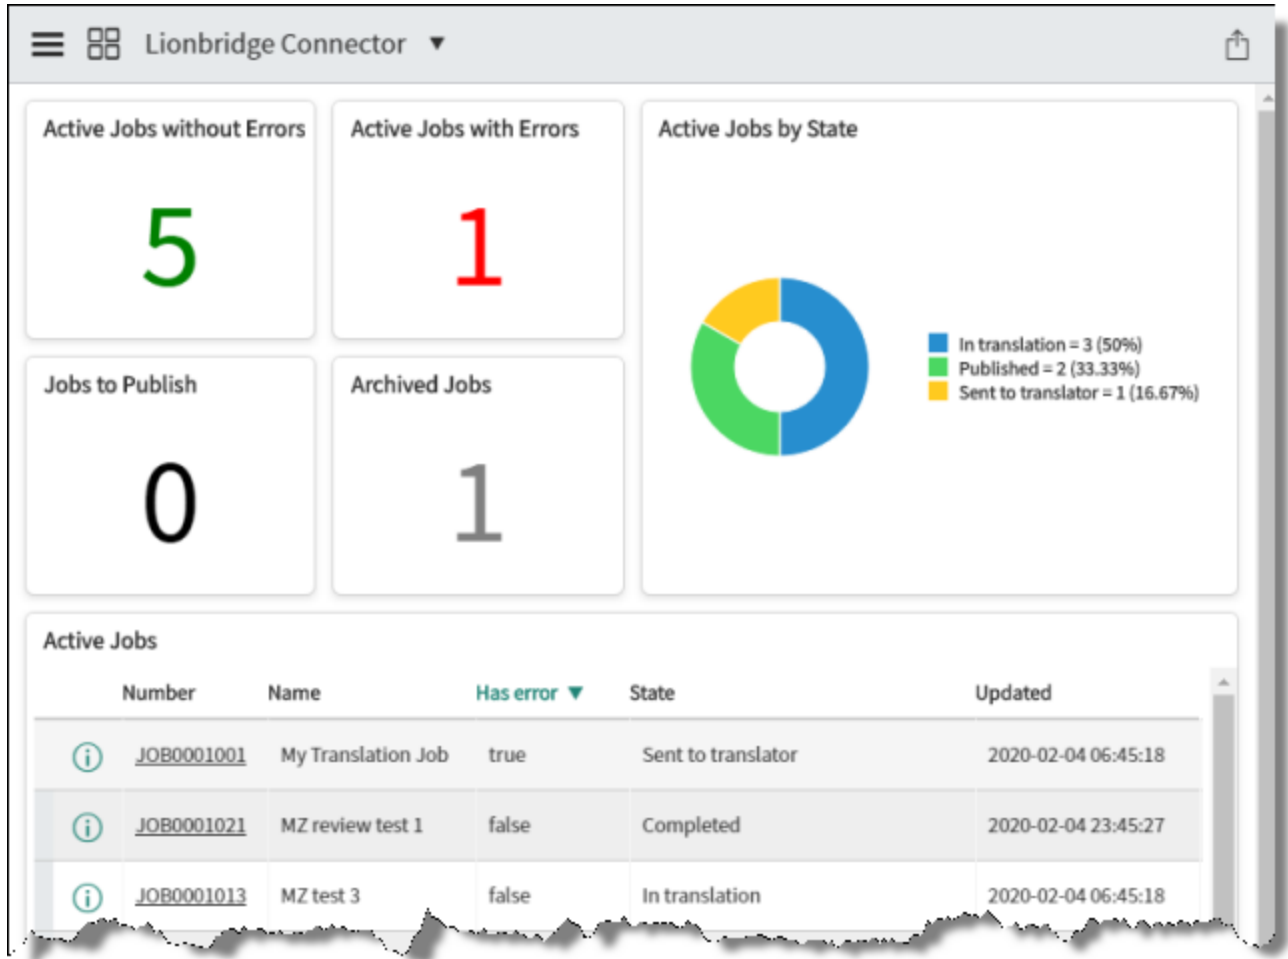 Lionbridge Connector
Active Jobs without Errors
5
Active Jobs with Errors
1
Active Jobs by State
In translation = 3 (50%)
Published = 2 (33.33%)
Sent to translator = 1 (16.67%)
Jobs to Publish
0
Archived Jobs
1
Active Jobs
Number Name Has error State Updated
JOB0001001 My Translation Job true Sent to translator 2020-02-04 06:45:18
JOB0001021 MZ review test 1 false Completed 2020-02-04 23:45:27
JOB0001013 MZ test 3 false In translation 2020-02-04 06:45:18